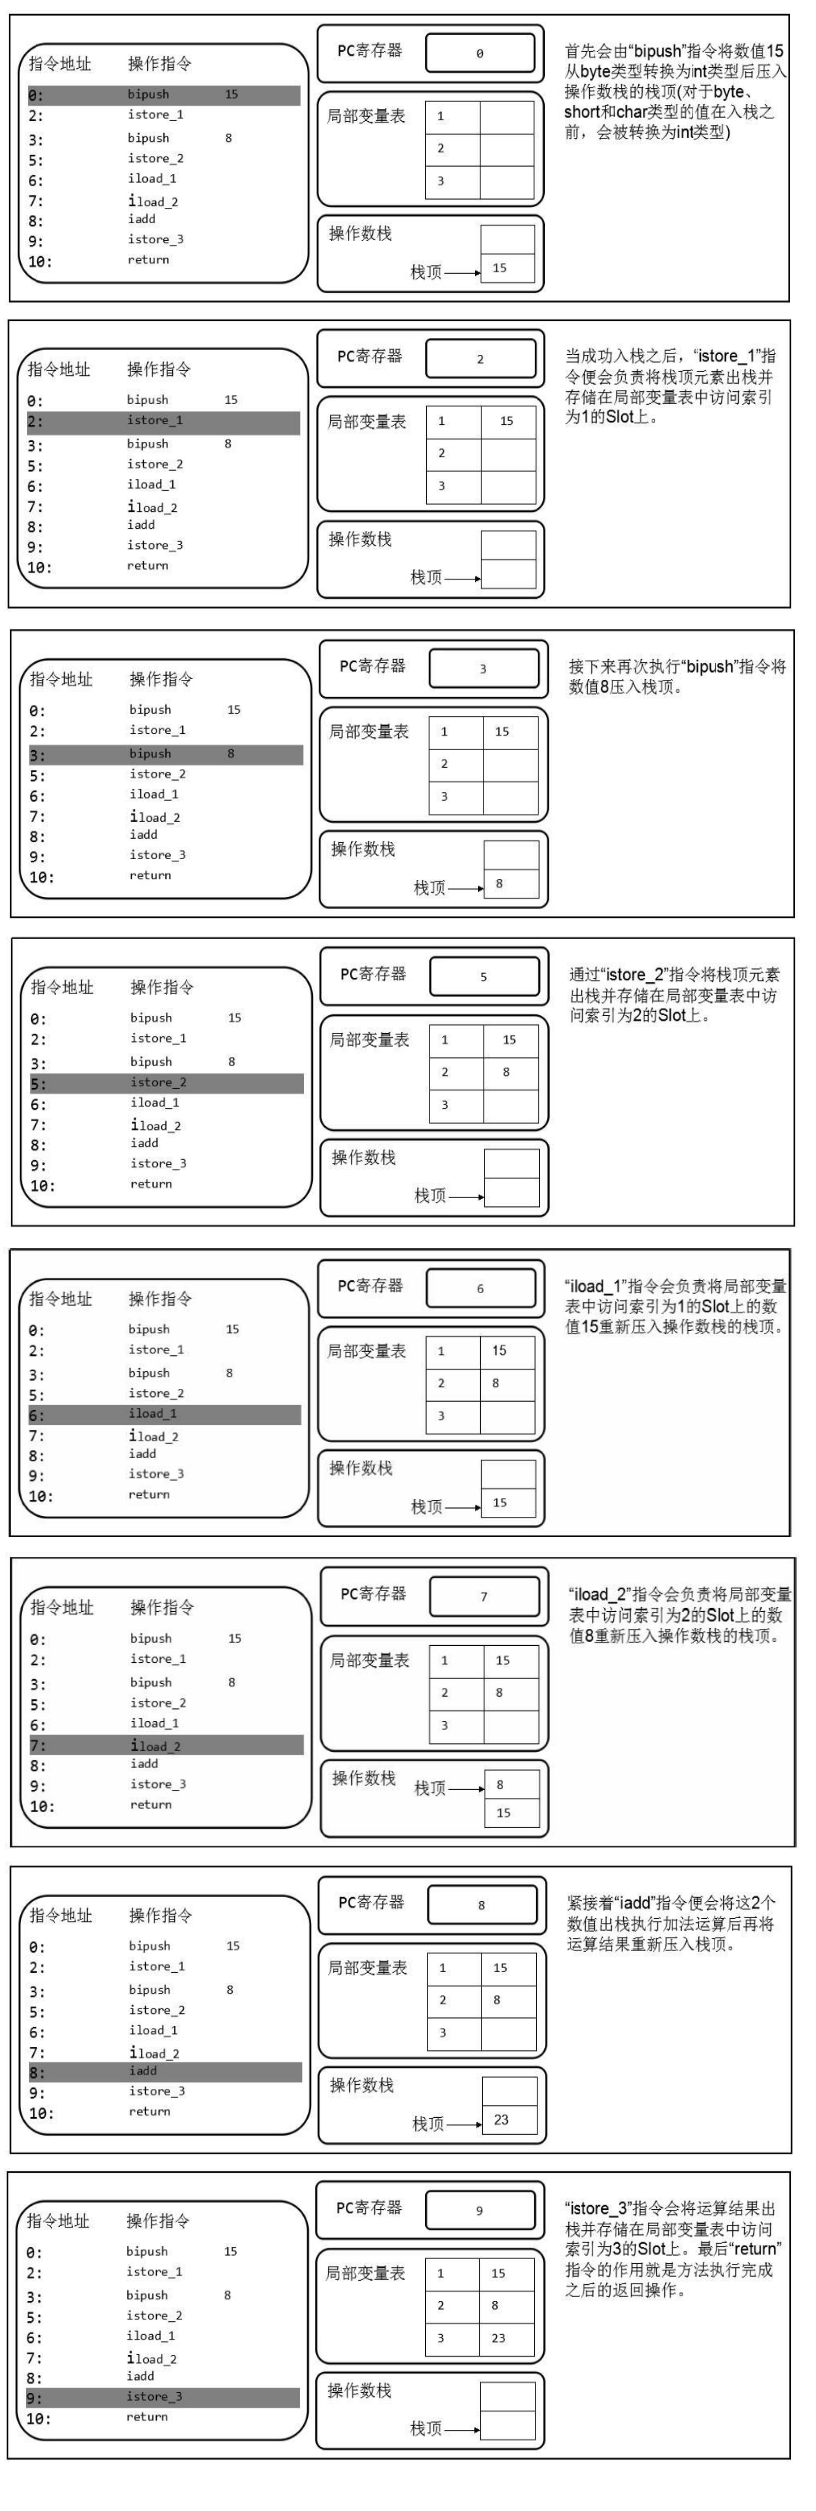 指令地址 操作指令
0: bipush 15
2: istore_1
3: bipush 8
5: istore_2
6: iload_1
7: iload_2
8: iadd
9: istore_3
10: return
PC寄存器 0
局部变量表 1
2
3
操作数栈
栈顶 15
首先会由“bipush”指令将数值15
从byte类型转换为int类型后压入
操作数栈的栈顶(对于byte、
short和char类型的值在入栈之
前，会被转换为int类型)
指令地址 操作指令
0: bipush 15
2: istore_1
3: bipush 8
5: istore_2
6: iload_1
7: iload_2
8: iadd
9: istore_3
10: return
PC寄存器 2
局部变量表 1 15
2
3
操作数栈
栈顶
当成功入栈之后，“istore_1”指
令便会负责将栈顶元素出栈并
存储在局部变量表中访问索引
为1的Slot上。
指令地址 操作指令
0: bipush 15
2: istore_1
3: bipush 8
5: istore_2
6: iload_1
7: iload_2
8: iadd
9: istore_3
10: return
PC寄存器 3
局部变量表 1 15
2
3
操作数栈
栈顶 8
接下来再次执行“bipush”指令将
数值8压入栈顶。
指令地址 操作指令
0: bipush 15
2: istore_1
3: bipush 8
5: istore_2
6: iload_1
7: iload_2
8: iadd
9: istore_3
10: return
PC寄存器 5
局部变量表 1 15
2 8
3
操作数栈
栈顶
通过“istore_2”指令将栈顶元素
出栈并存储在局部变量表中访
问索引为2的Slot上。
指令地址 操作指令
0: bipush 15
2: istore_1
3: bipush 8
5: istore_2
6: iload_1
7: iload_2
8: iadd
9: istore_3
10: return
PC寄存器 6
局部变量表 1 15
2 8
3
操作数栈
栈顶 15
“iload_1”指令会负责将局部变量
表中访问索引为1的Slot上的数
值15重新压入操作数栈的栈顶。
指令地址 操作指令
0: bipush 15
2: istore_1
3: bipush 8
5: istore_2
6: iload_1
7: iload_2
8: iadd
9: istore_3
10: return
PC寄存器 7
局部变量表 1 15
2 8
3
操作数栈 栈顶 8
15
“iload_2”指令会负责将局部变量
表中访问索引为2的Slot上的数
值8重新压入操作数栈的栈顶。
指令地址 操作指令
0: bipush 15
2: istore_1
3: bipush 8
5: istore_2
6: iload_1
7: iload_2
8: iadd
9: istore_3
10: return
PC寄存器 8
局部变量表 1 15
2 8
3
操作数栈
栈顶 23
紧接着“iadd”指令便会将这2个
数值出栈执行加法运算后再将
运算结果重新压入栈顶。
指令地址 操作指令
0: bipush 15
2: istore_1
3: bipush 8
5: istore_2
6: iload_1
7: iload_2
8: iadd
9: istore_3
10: return
PC寄存器 9
局部变量表 1 15
2 8
3 23
操作数栈
栈顶
“istore_3”指令会将运算结果出
栈并存储在局部变量表中访问
索引为3的Slot上。最后“return”
指令的作用就是方法执行完成
之后的返回操作。